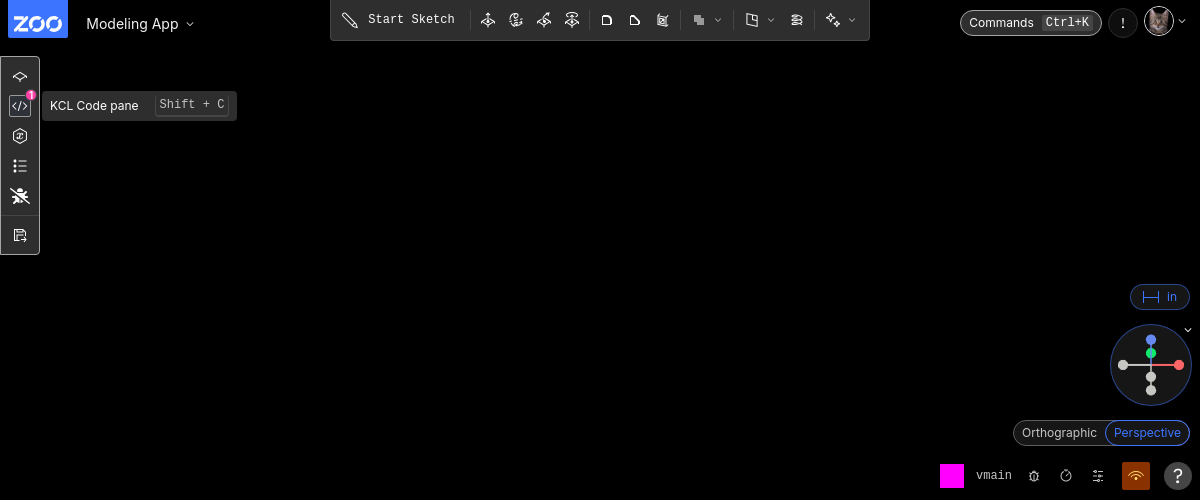 ZOO
Modeling App
Start Sketch
Commands Ctrl+K
!
1
KCL Code pane Shift + C
in
Orthographic Perspective
vmain
?